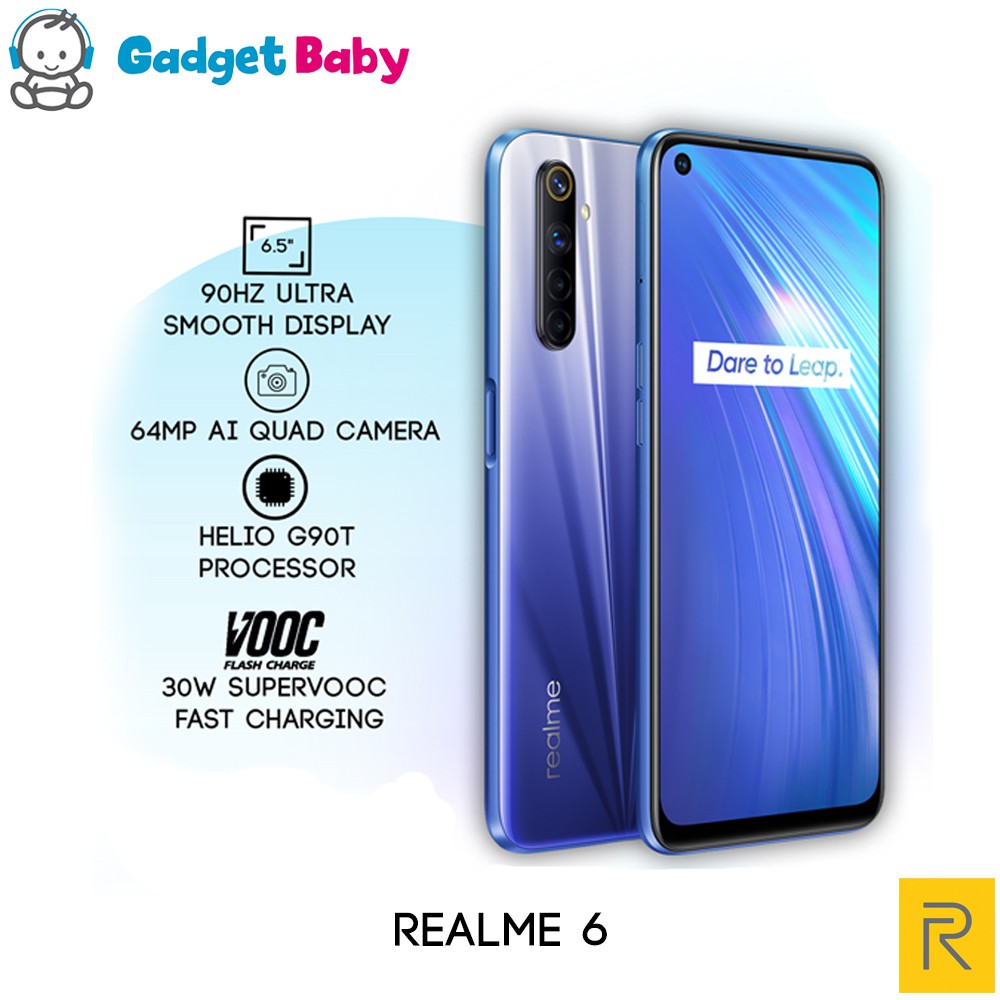 Gadget Baby
6.5"
90HZ ULTRA
SMOOTH DISPLAY
64MP AI QUAD CAMERA
HELIO G90T
PROCESSOR
VOOC
FLASH CHARGE
30W SUPERVOOC
FAST CHARGING
realme
Dare to Leap.
REALME 6
R